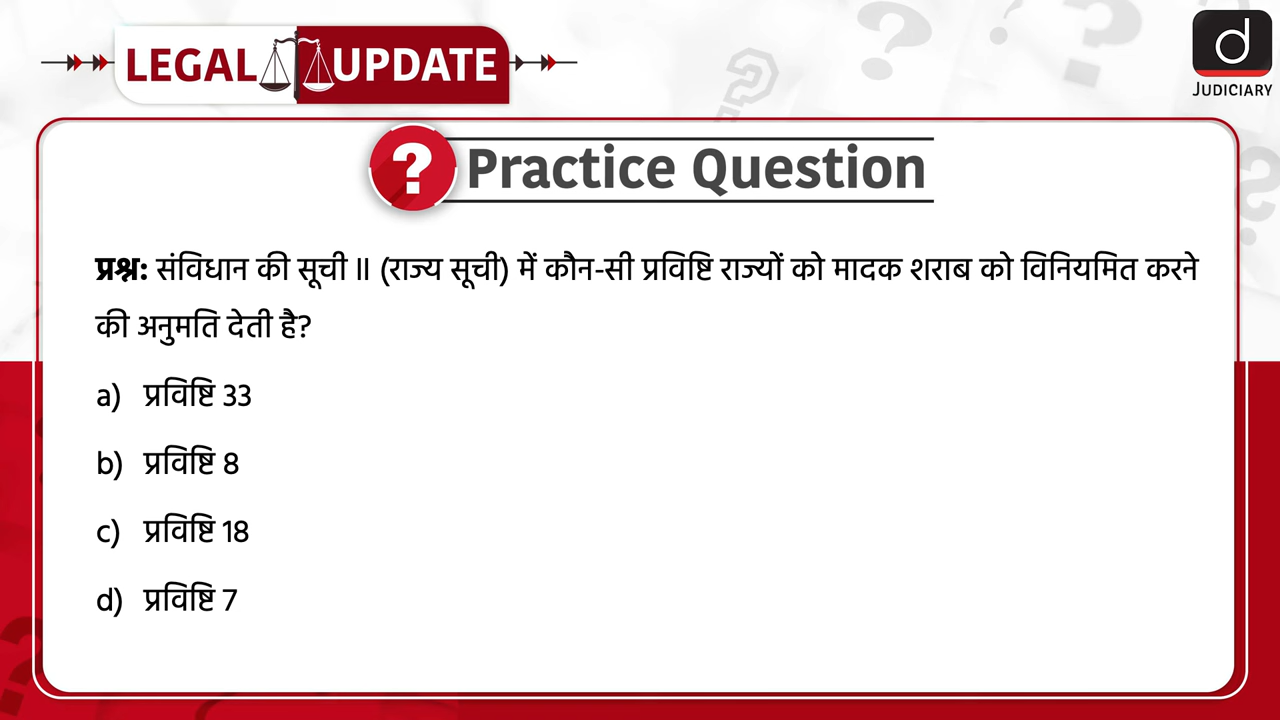 LEGAL UPDATE
d
JUDICIARY
? Practice Question
प्रश्न: संविधान की सूची II (राज्य सूची) में कौन-सी प्रविष्टि राज्यों को मादक शराब को विनियमित करने
की अनुमति देती है?
a) प्रविष्टि 33
b) प्रविष्टि 8
c) प्रविष्टि 18
d) प्रविष्टि 7